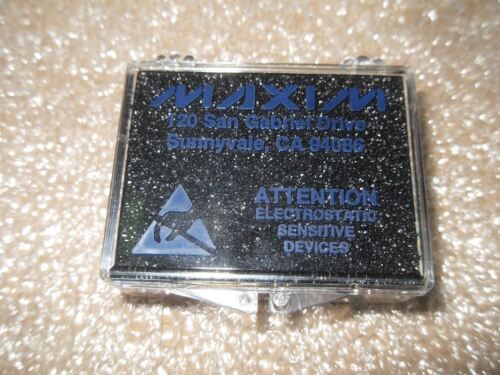 MAXIM
120 San Gabriel Drive
Sunnyvale, CA 94086
ATTENTION
ELECTROSTATIC
SENSITIVE
DEVICES